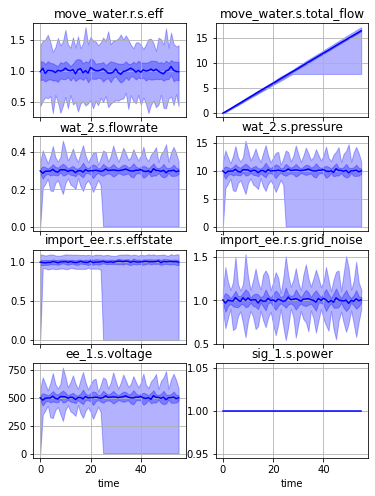 move_water.r.s.eff
move_water.s.total_flow
1.5
1.0
0.5
15
10
5
0
wat_2.s.flowrate
wat_2.s.pressure
0.4
0.2
0.0
15
10
5
0
import_ee.r.s.effstate
import_ee.r.s.grid_noise
1.0
0.5
0.0
1.5
1.0
0.5
ee_1.s.voltage
sig_1.s.power
750
500
250
0
1.05
1.00
0.95
0 20 40
0 20 40
time
time